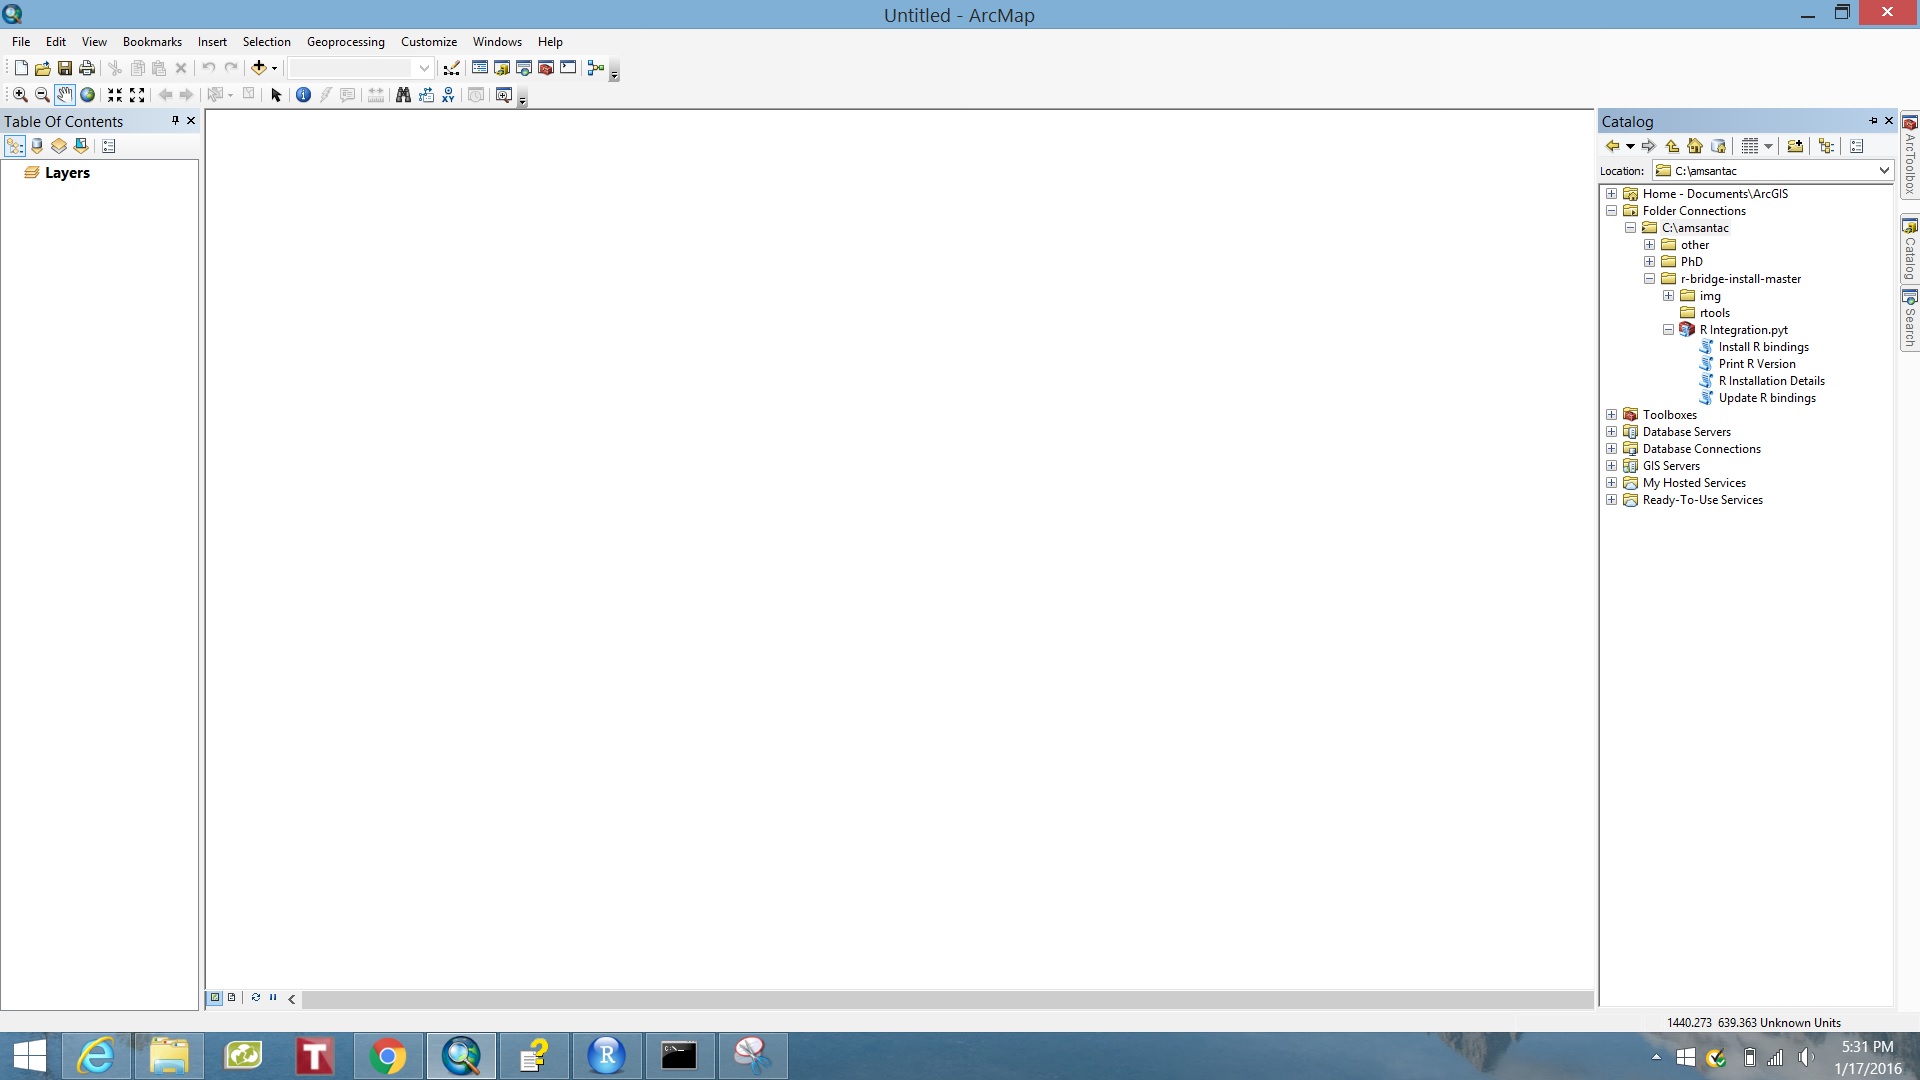 Untitled - ArcMap
File Edit View Bookmarks Insert Selection Geoprocessing Customize Windows Help
XY
Table Of Contents
Layers
Catalog
Location: C:\amsantac
Home - Documents\ArcGIS
Folder Connections
C:\amsantac
other
PhD
r-bridge-install-master
img
rtools
R Integration.pyt
Install R bindings
Print R Version
R Installation Details
Update R bindings
Toolboxes
Database Servers
Database Connections
GIS Servers
My Hosted Services
Ready-To-Use Services
ArcToolbox
Catalog
Search
1440.273 639.363 Unknown Units
T
R
C:\
5:31 PM
1/17/2016